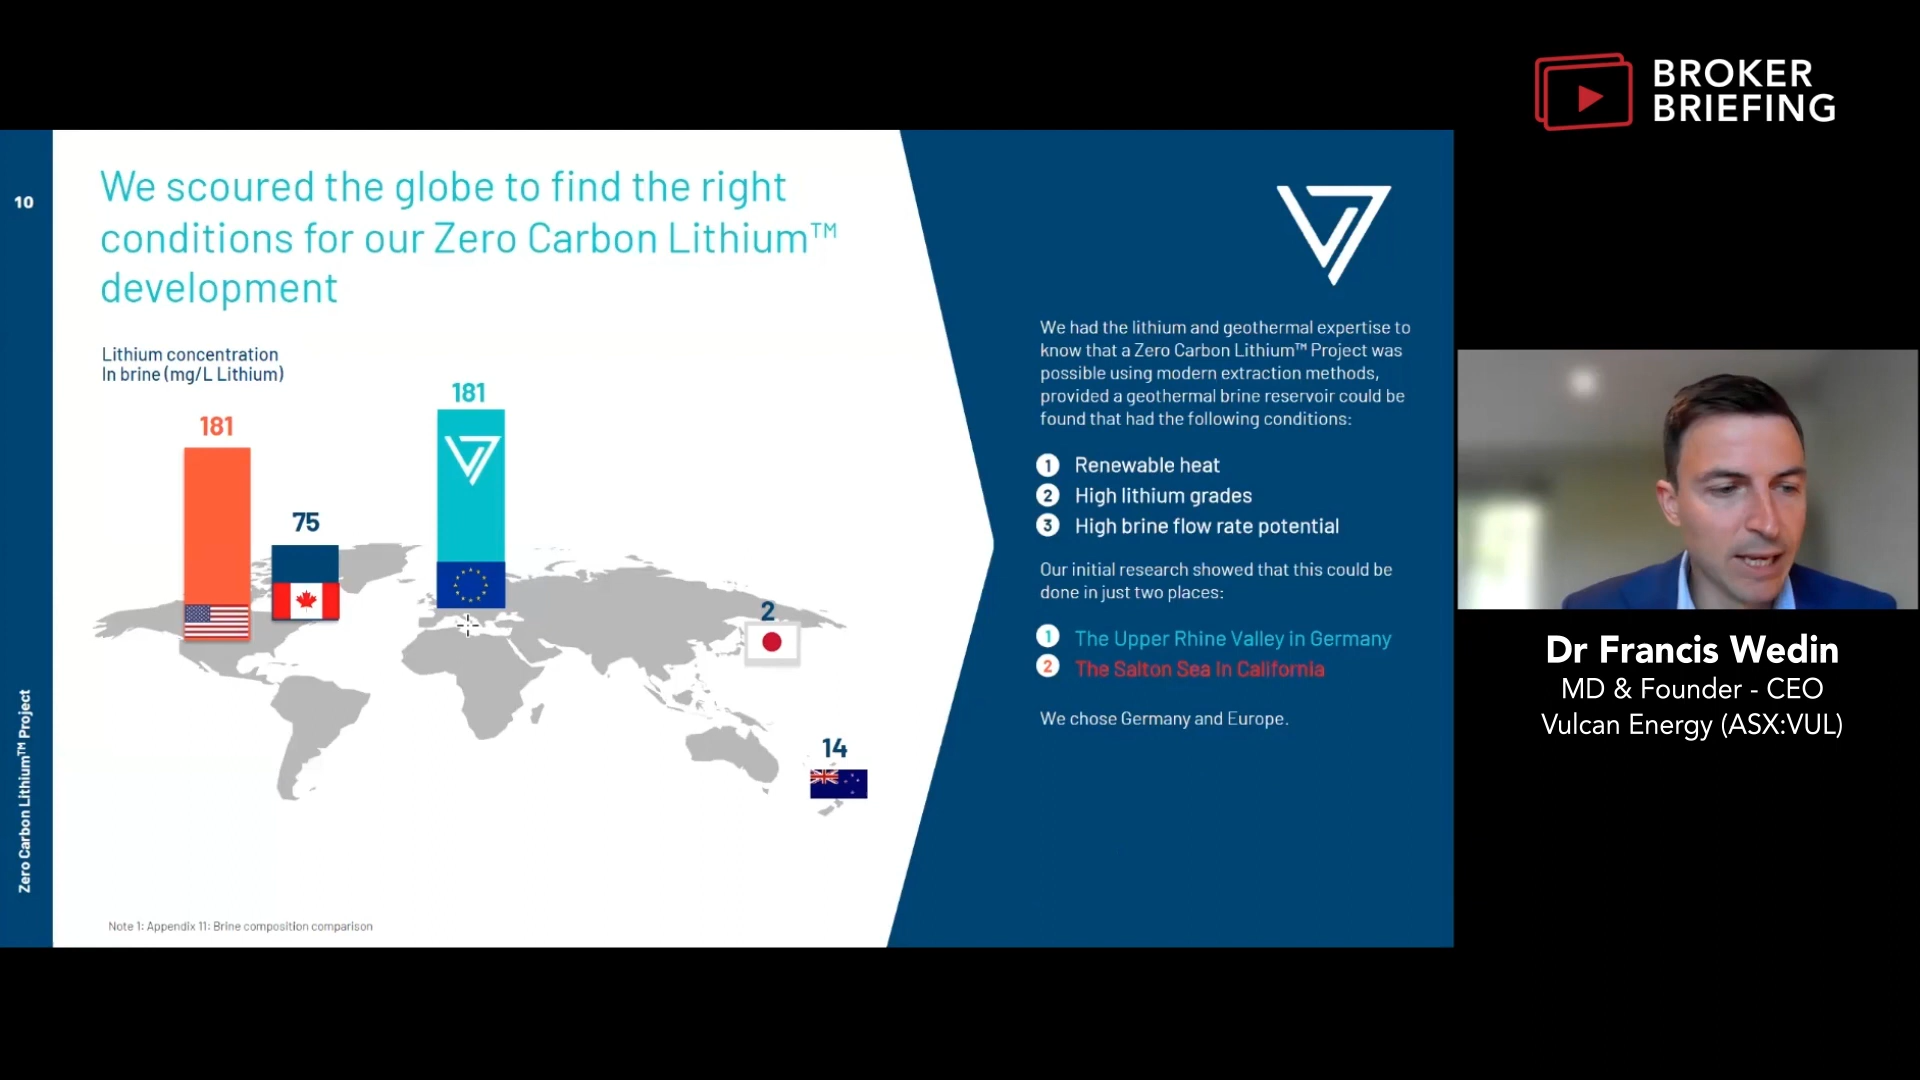 BROKER
BRIEFING
10
We scoured the globe to find the right
conditions for our Zero Carbon Lithium™
development
Lithium concentration
In brine (mg/L Lithium)
181
75
181
2
14
Zero Carbon Lithium™ Project
Note 1: Appendix 11: Brine composition comparison
We had the lithium and geothermal expertise to
know that a Zero Carbon Lithium™ Project was
possible using modern extraction methods,
provided a geothermal brine reservoir could be
found that had the following conditions:
1 Renewable heat
2 High lithium grades
3 High brine flow rate potential
Our initial research showed that this could be
done in just two places:
1 The Upper Rhine Valley in Germany
2 The Salton Sea in California
We chose Germany and Europe.
Dr Francis Wedin
MD & Founder - CEO
Vulcan Energy (ASX:VUL)